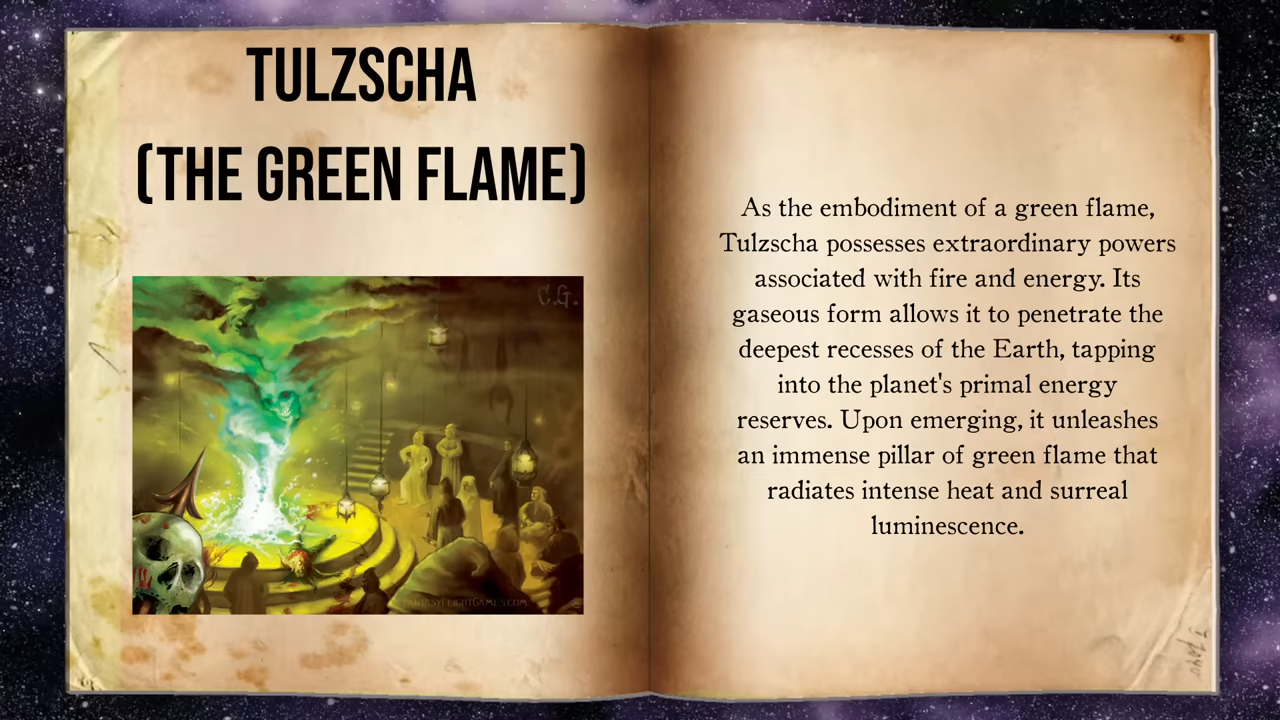 TULZSCHA
(THE GREEN FLAME)
C.G.
FANTASYFLIGHTGAMES.COM
As the embodiment of a green flame,
Tulzscha possesses extraordinary powers
associated with fire and energy. Its
gaseous form allows it to penetrate the
deepest recesses of the Earth, tapping
into the planet's primal energy
reserves. Upon emerging, it unleashes
an immense pillar of green flame that
radiates intense heat and surreal
luminescence.